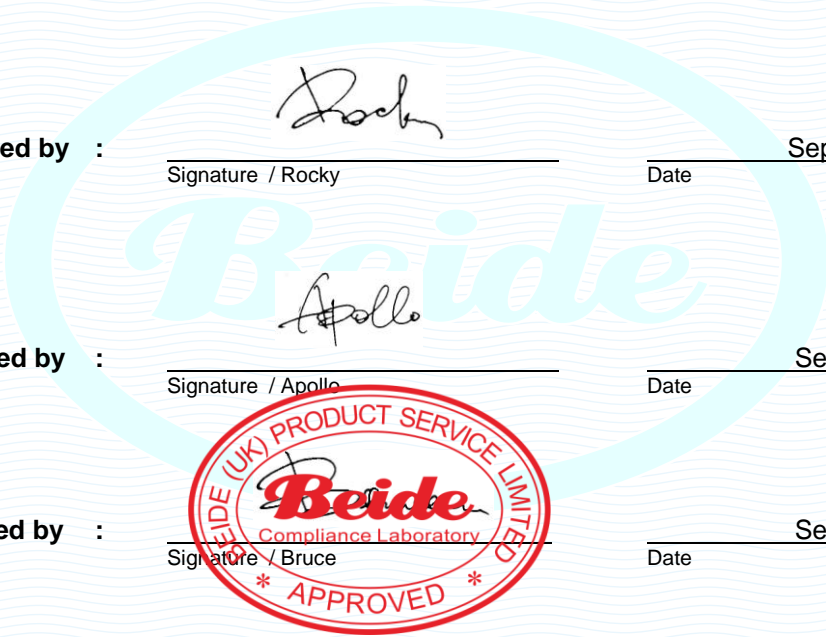 Rocky
ed by :
Sep
Signature / Rocky
Date
Beide
Apollo
ed by :
Se
Signature / Apollo
Date
BEIDE (UK) PRODUCT SERVICE LIMITED
Beide
Compliance Laboratory
ed by :
Se
Signature / Bruce
Date
* APPROVED *